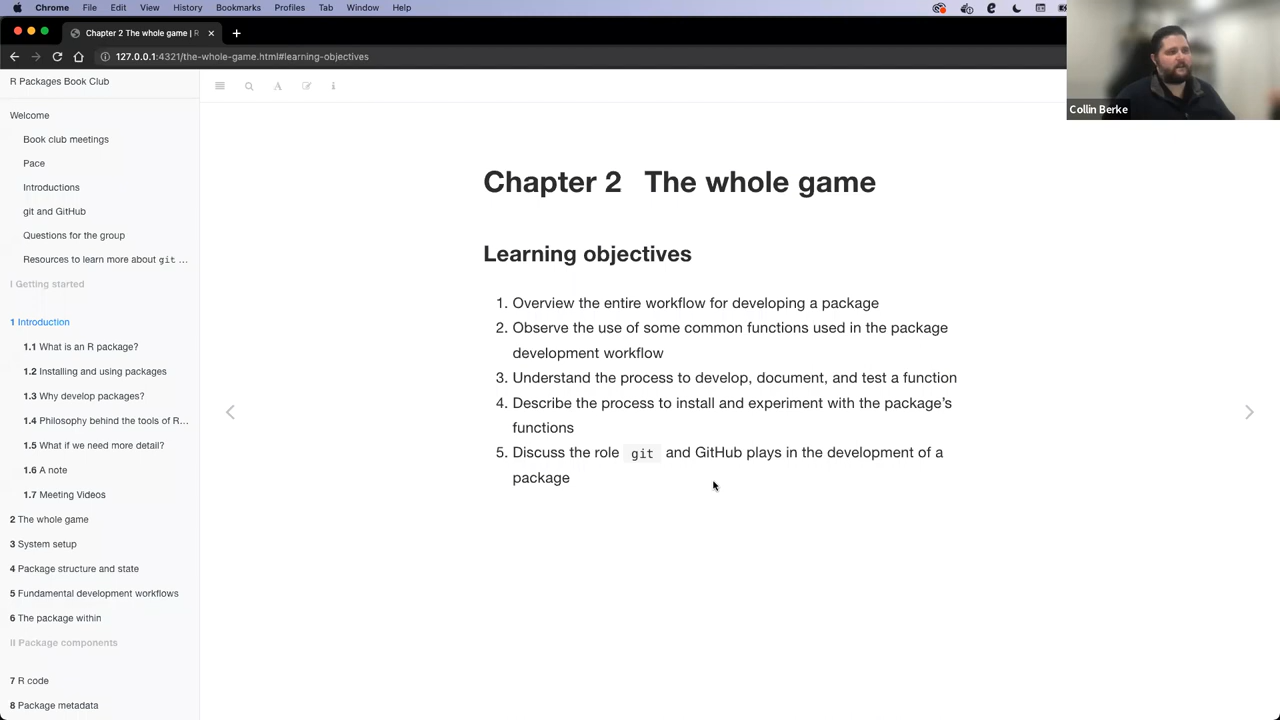 Chrome File Edit View History Bookmarks Profiles Tab Window Help
Chapter 2 The whole game | R
127.0.0.1:4321/the-whole-game.html#learning-objectives
Collin Berke
R Packages Book Club
Welcome
Book club meetings
Pace
Introductions
git and GitHub
Questions for the group
Resources to learn more about git ...
I Getting started
1 Introduction
1.1 What is an R package?
1.2 Installing and using packages
1.3 Why develop packages?
1.4 Philosophy behind the tools of R...
1.5 What if we need more detail?
1.6 A note
1.7 Meeting Videos
2 The whole game
3 System setup
4 Package structure and state
5 Fundamental development workflows
6 The package within
II Package components
7 R code
8 Package metadata
Chapter 2 The whole game
Learning objectives
1. Overview the entire workflow for developing a package
2. Observe the use of some common functions used in the package
development workflow
3. Understand the process to develop, document, and test a function
4. Describe the process to install and experiment with the package's
functions
5. Discuss the role git and GitHub plays in the development of a
package